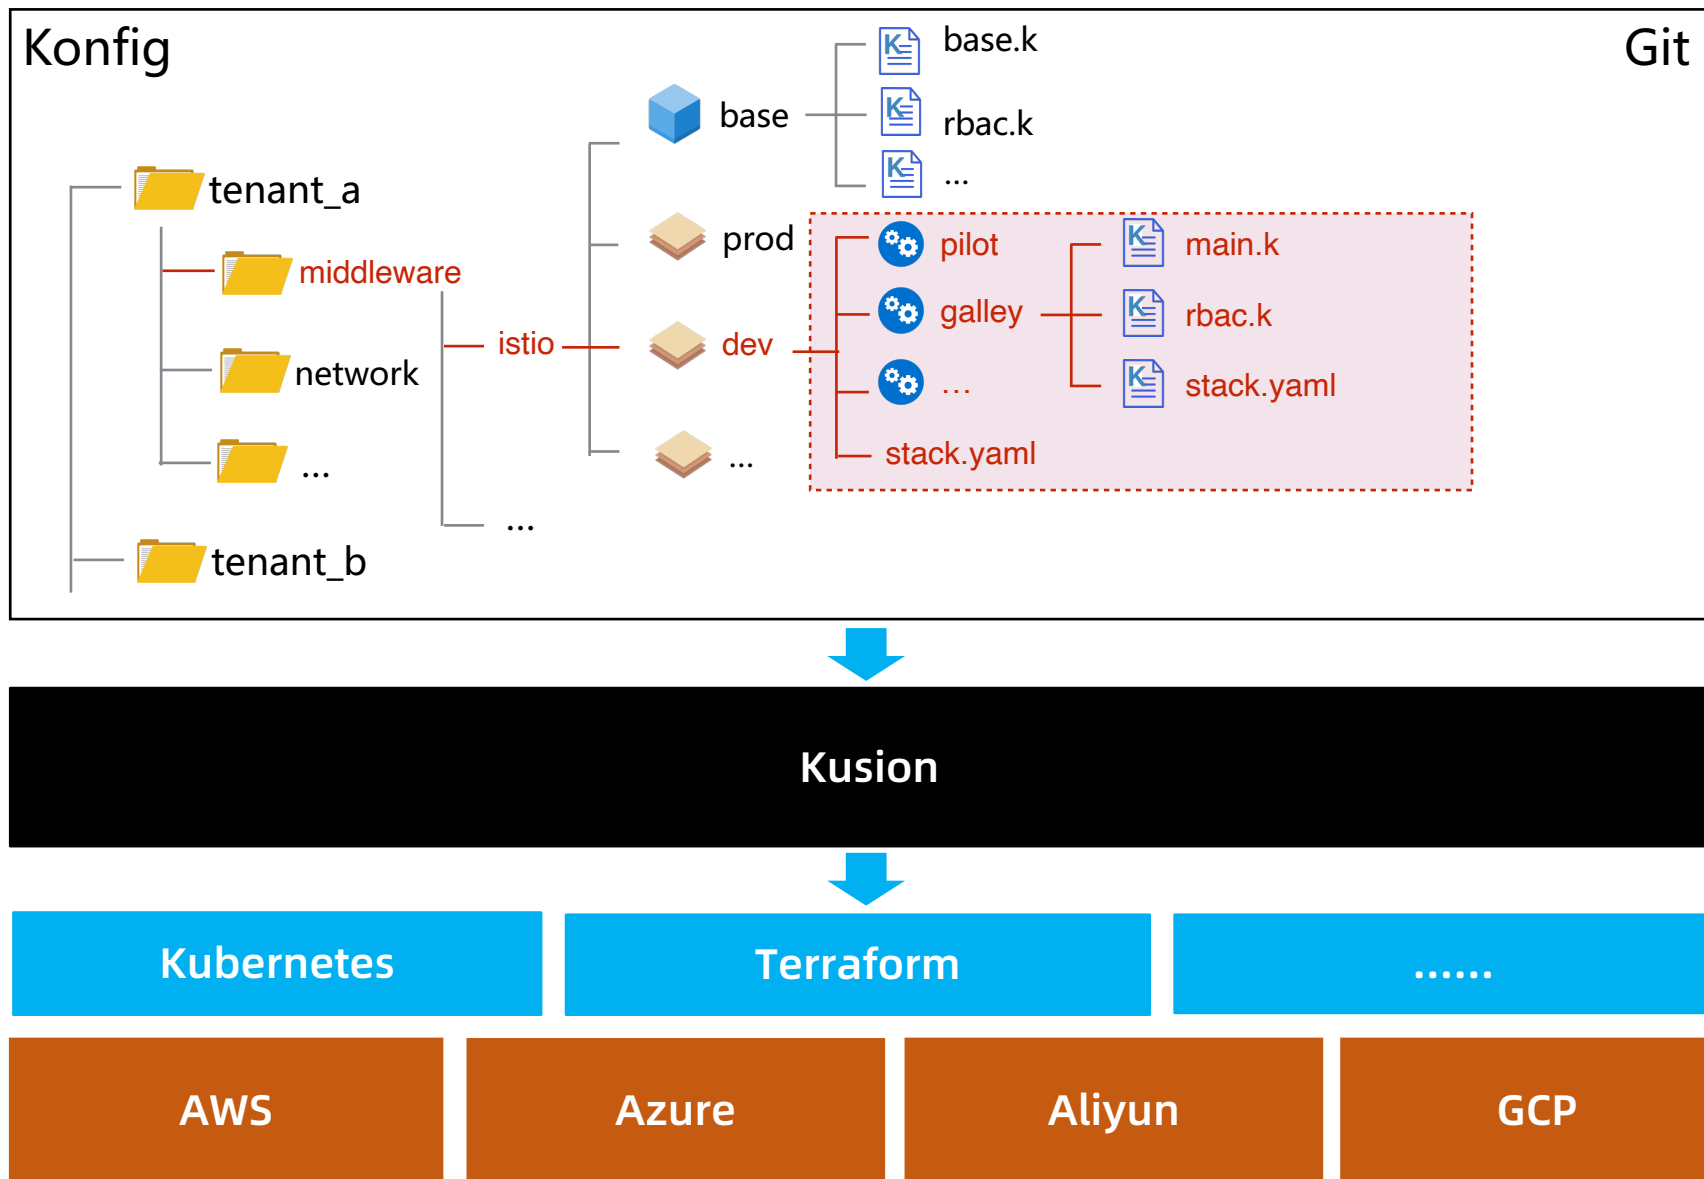 Konfig
Git
base
base.k
rbac.k
...
tenant_a
middleware
network
...
tenant_b
istio
...
prod
dev
...
pilot
galley
...
stack.yaml
main.k
rbac.k
stack.yaml
Kusion
Kubernetes
Terraform
......
AWS
Azure
Aliyun
GCP